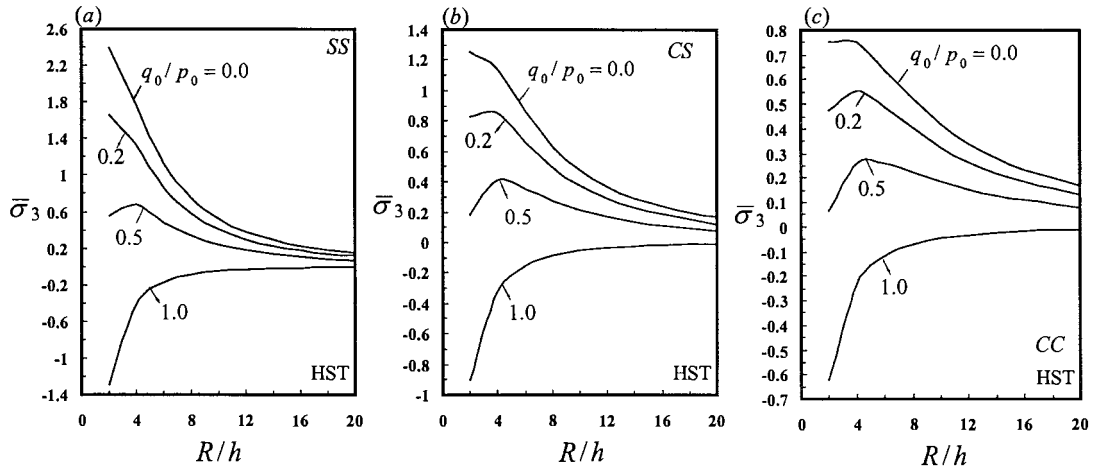 (a)
SS
q0/p0 = 0.0
0.2
0.5
1.0
HST
2.6
2.2
1.8
1.4
1
0.6
0.2
-0.2
-0.6
-1
-1.4
σ̅3
0 4 8 12 16 20
R/h
(b)
CS
q0/p0 = 0.0
0.2
0.5
1.0
HST
1.4
1.2
1
0.8
0.6
0.4
0.2
0
-0.2
-0.4
-0.6
-0.8
-1
σ̅3
0 4 8 12 16 20
R/h
(c)
q0/p0 = 0.0
0.2
0.5
1.0
CC
HST
0.8
0.7
0.6
0.5
0.4
0.3
0.2
0.1
0
-0.1
-0.2
-0.3
-0.4
-0.5
-0.6
-0.7
σ̅3
0 4 8 12 16 20
R/h